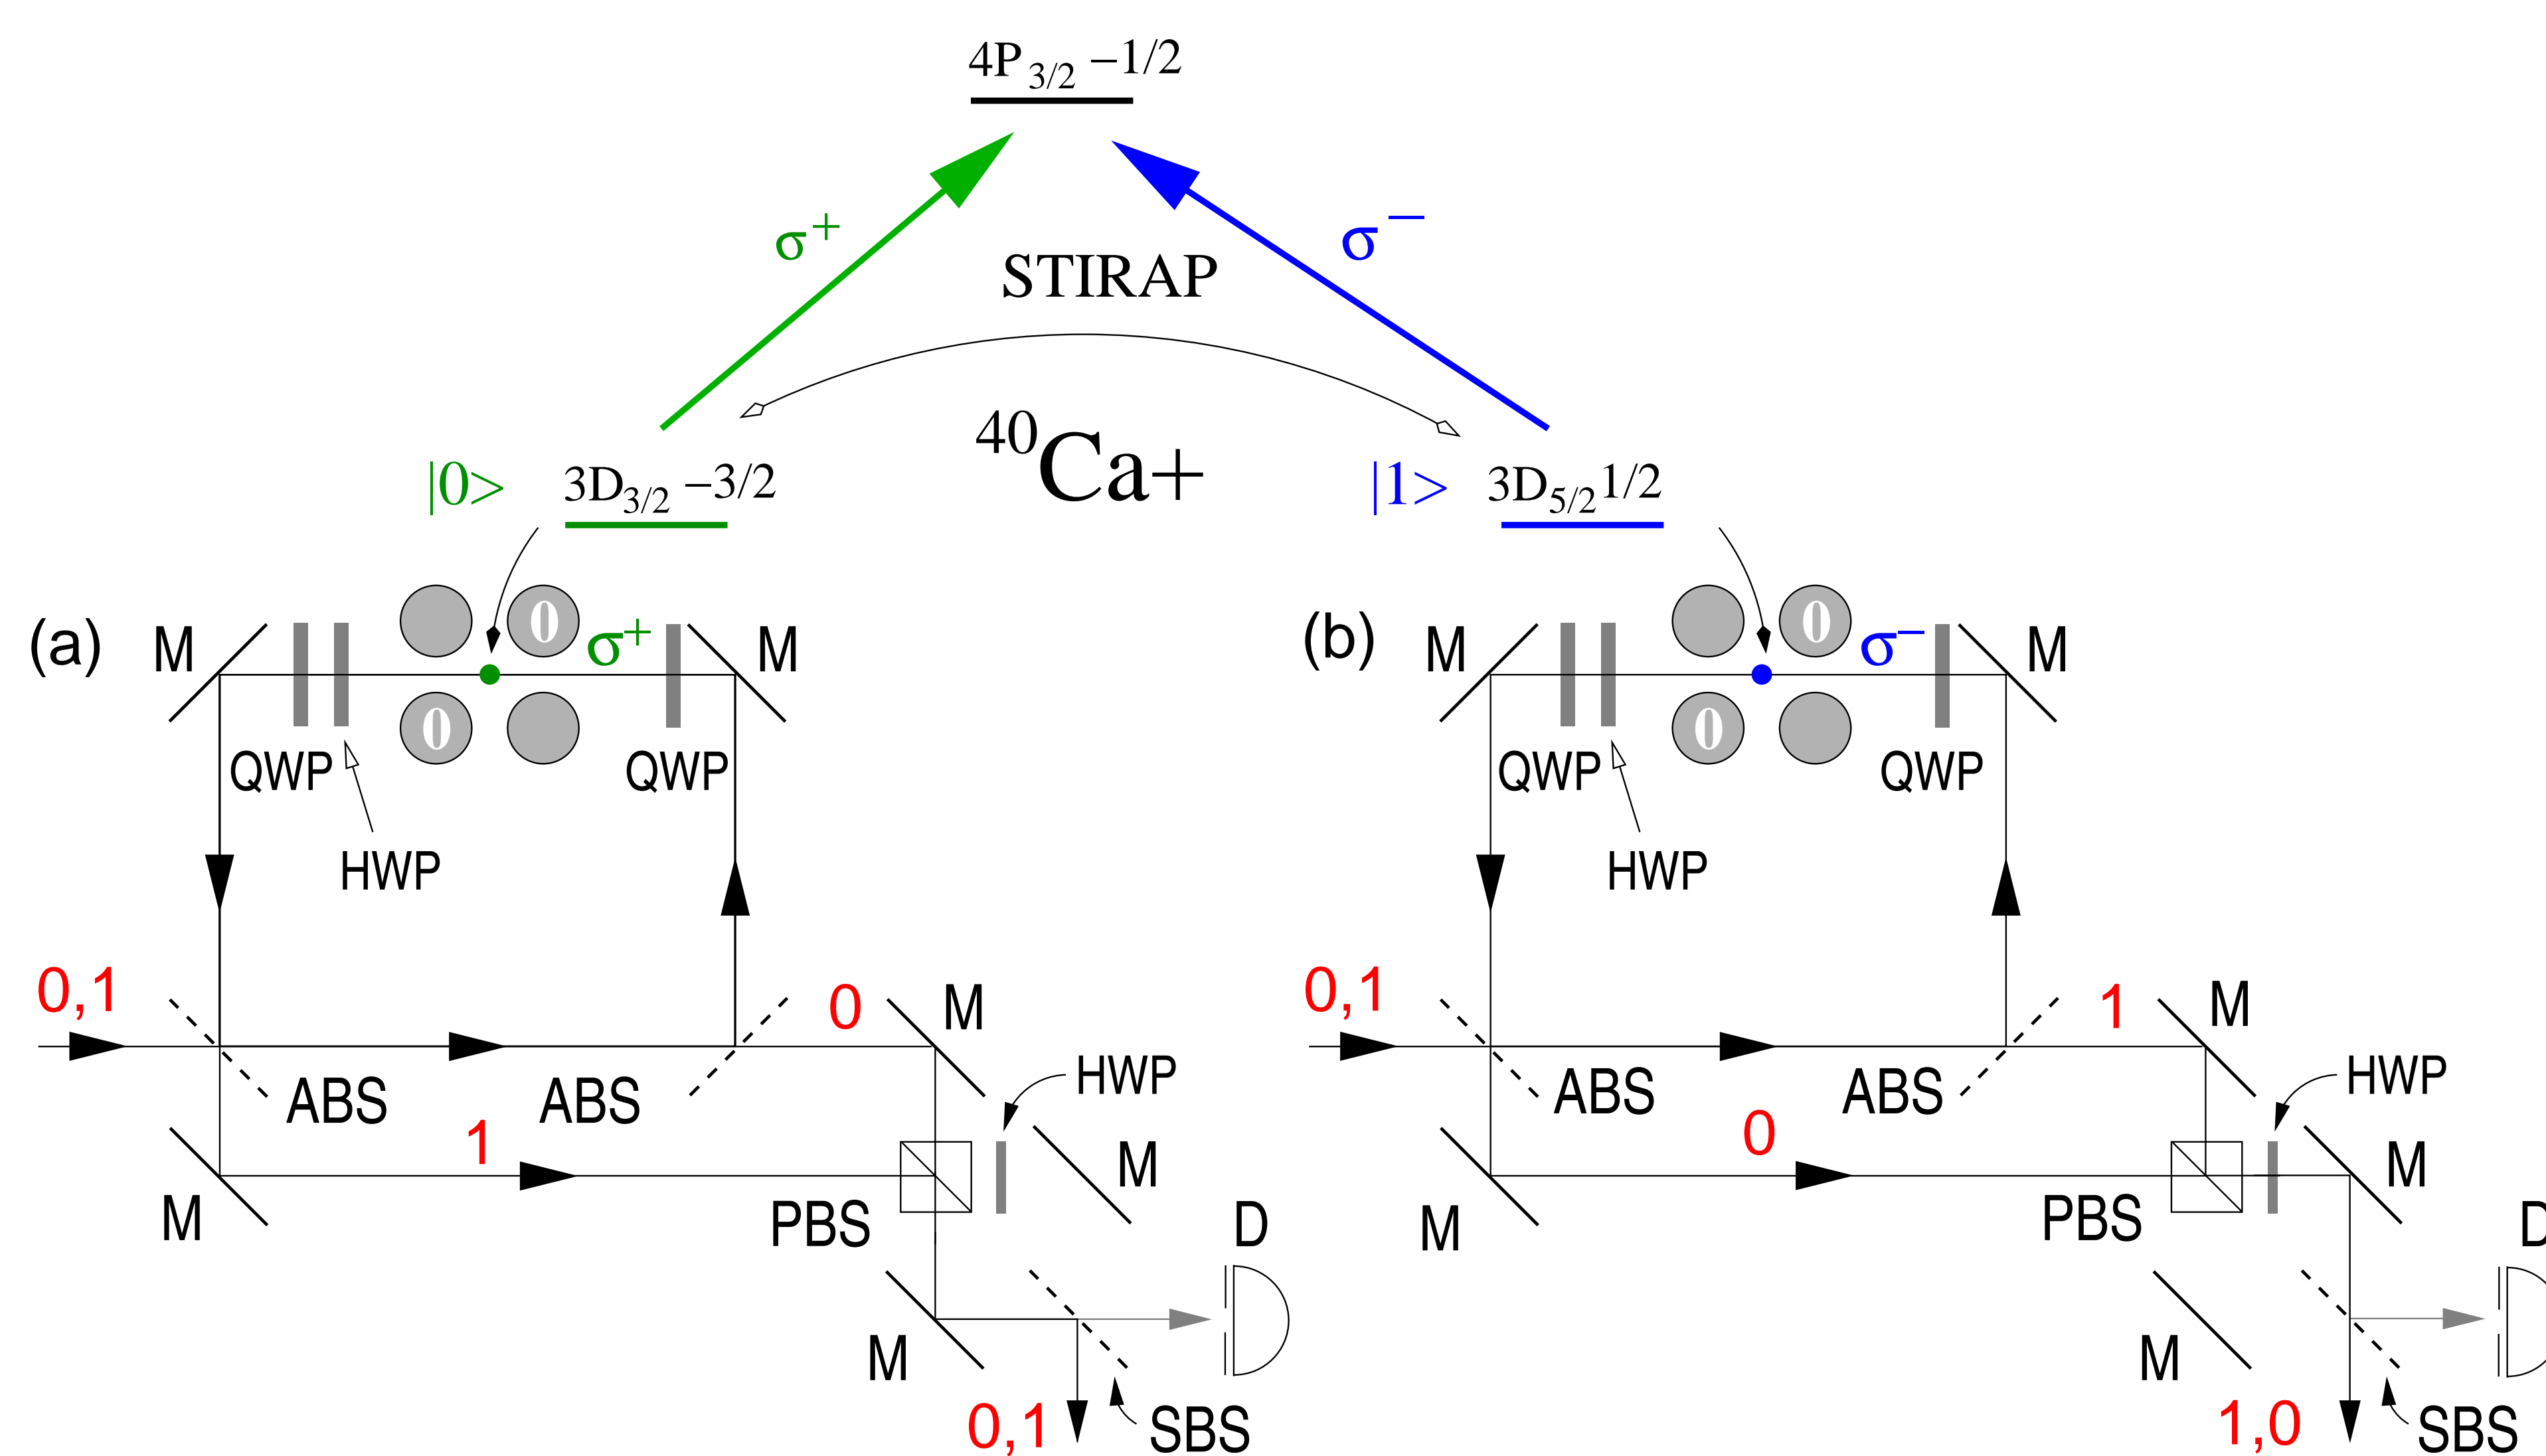 4P3/2 −1/2
σ+
σ−
STIRAP
40Ca+
|0> 3D3/2 −3/2
|1> 3D5/2 1/2
(a)
M
0
σ+
M
0
QWP
QWP
HWP
0,1
0
M
ABS
ABS
HWP
1
M
M
PBS
D
M
0,1
SBS
(b)
M
0
σ−
M
0
QWP
QWP
HWP
0,1
1
M
ABS
ABS
HWP
0
M
M
PBS
D
M
1,0
SBS